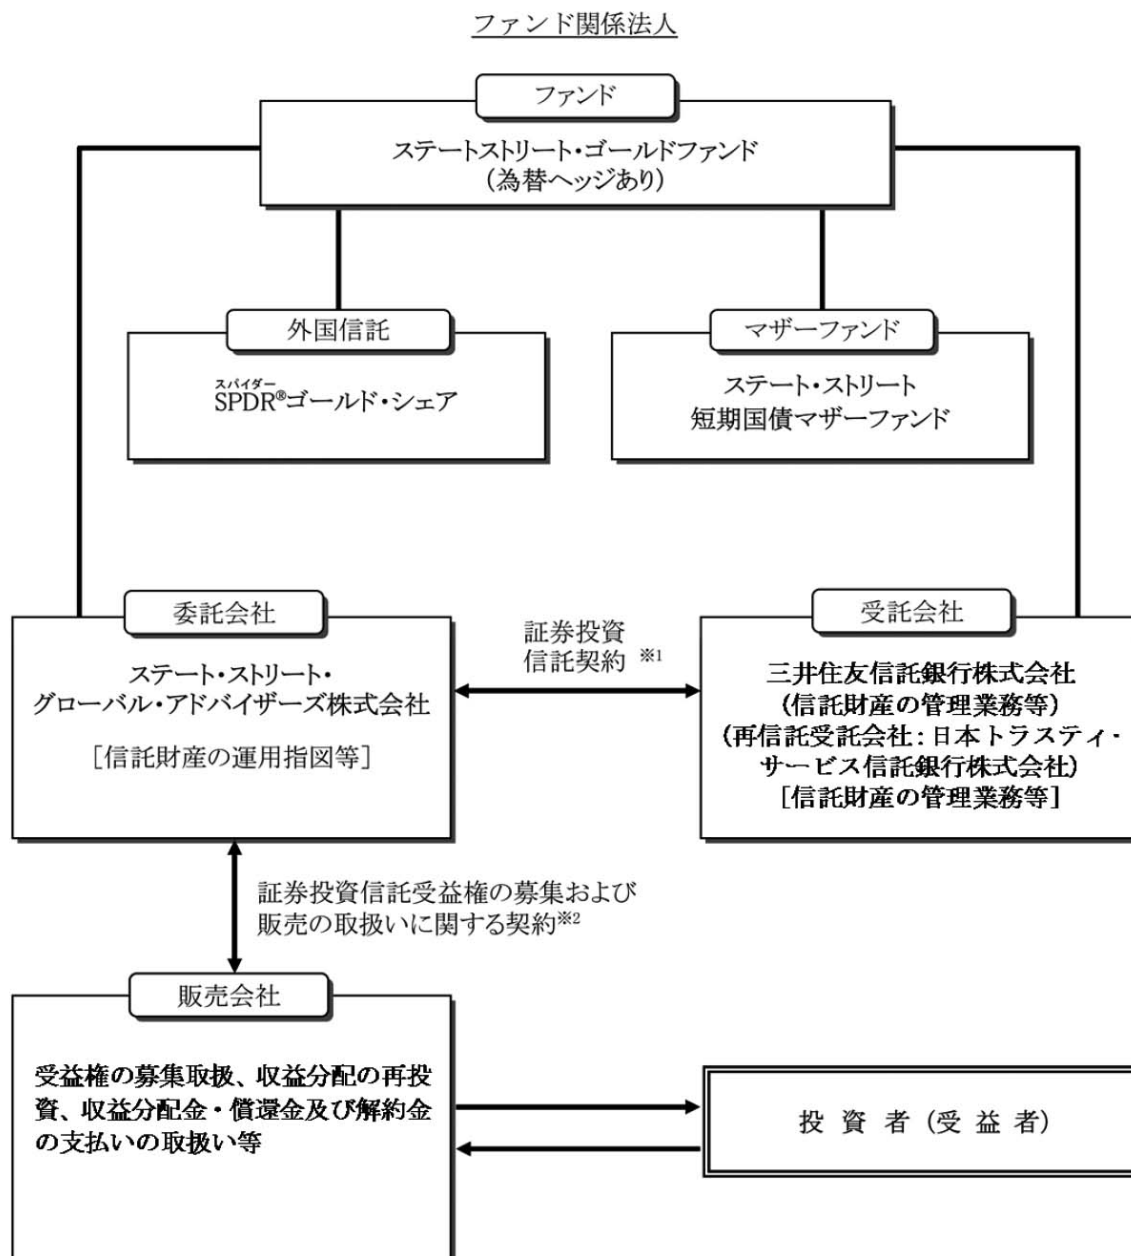 ファンド関係法人
ファンド
ステートストリート・ゴールドファンド
（為替ヘッジあり）
外国信託
スパイダー
SPDR®ゴールド・シェア
マザーファンド
ステート・ストリート
短期国債マザーファンド
委託会社
ステート・ストリート・
グローバル・アドバイザーズ株式会社
［信託財産の運用指図等］
証券投資
信託契約 ※1
受託会社
三井住友信託銀行株式会社
(信託財産の管理業務等)
(再信託受託会社：日本トラスティ・
サービス信託銀行株式会社)
[信託財産の管理業務等]
証券投資信託受益権の募集および
販売の取扱いに関する契約※2
販売会社
受益権の募集取扱、収益分配の再投
資、収益分配金・償還金及び解約金
の支払いの取扱い等
投 資 者 （受 益 者）